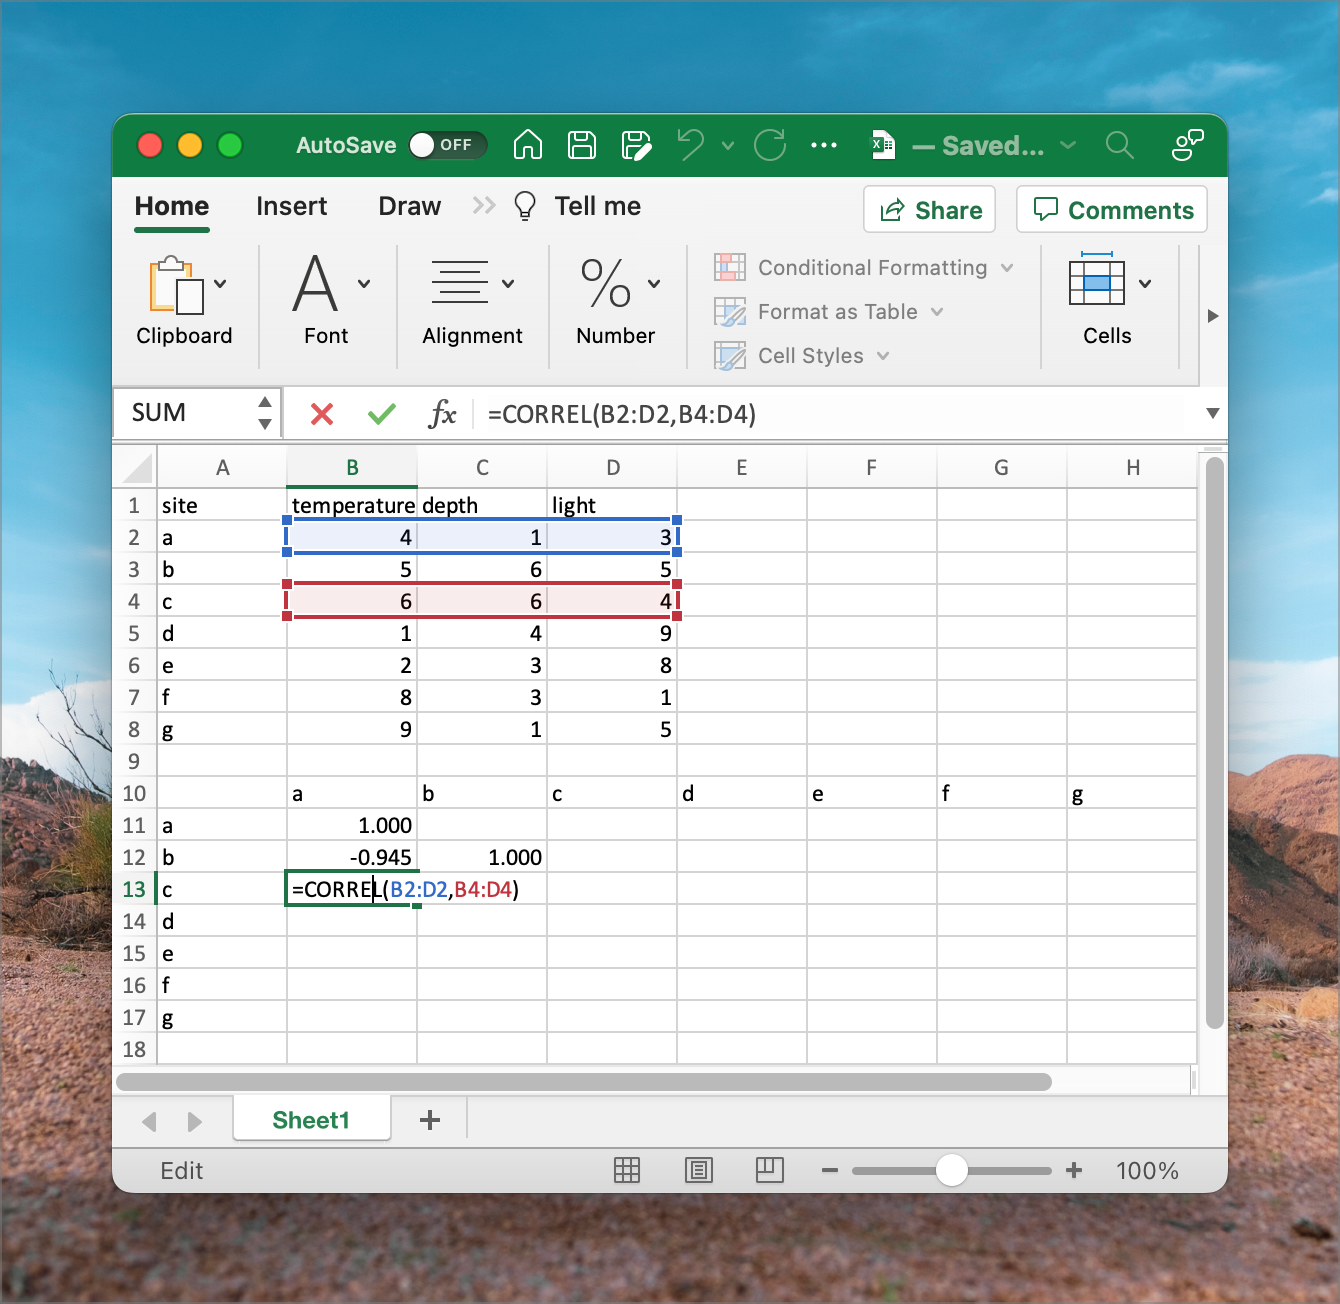 AutoSave OFF — Saved...
Home Insert Draw Tell me Share Comments
Clipboard Font Alignment % Number Conditional Formatting Format as Table Cell Styles Cells
SUM fx =CORREL(B2:D2,B4:D4)
A B C D E F G H
1 site temperature depth light
2 a 4 1 3
3 b 5 6 5
4 c 6 6 4
5 d 1 4 9
6 e 2 3 8
7 f 8 3 1
8 g 9 1 5
9
10 a b c d e f g
11 a 1.000
12 b -0.945 1.000
13 c =CORREL(B2:D2,B4:D4)
14 d
15 e
16 f
17 g
18
Sheet1 +
Edit 100%